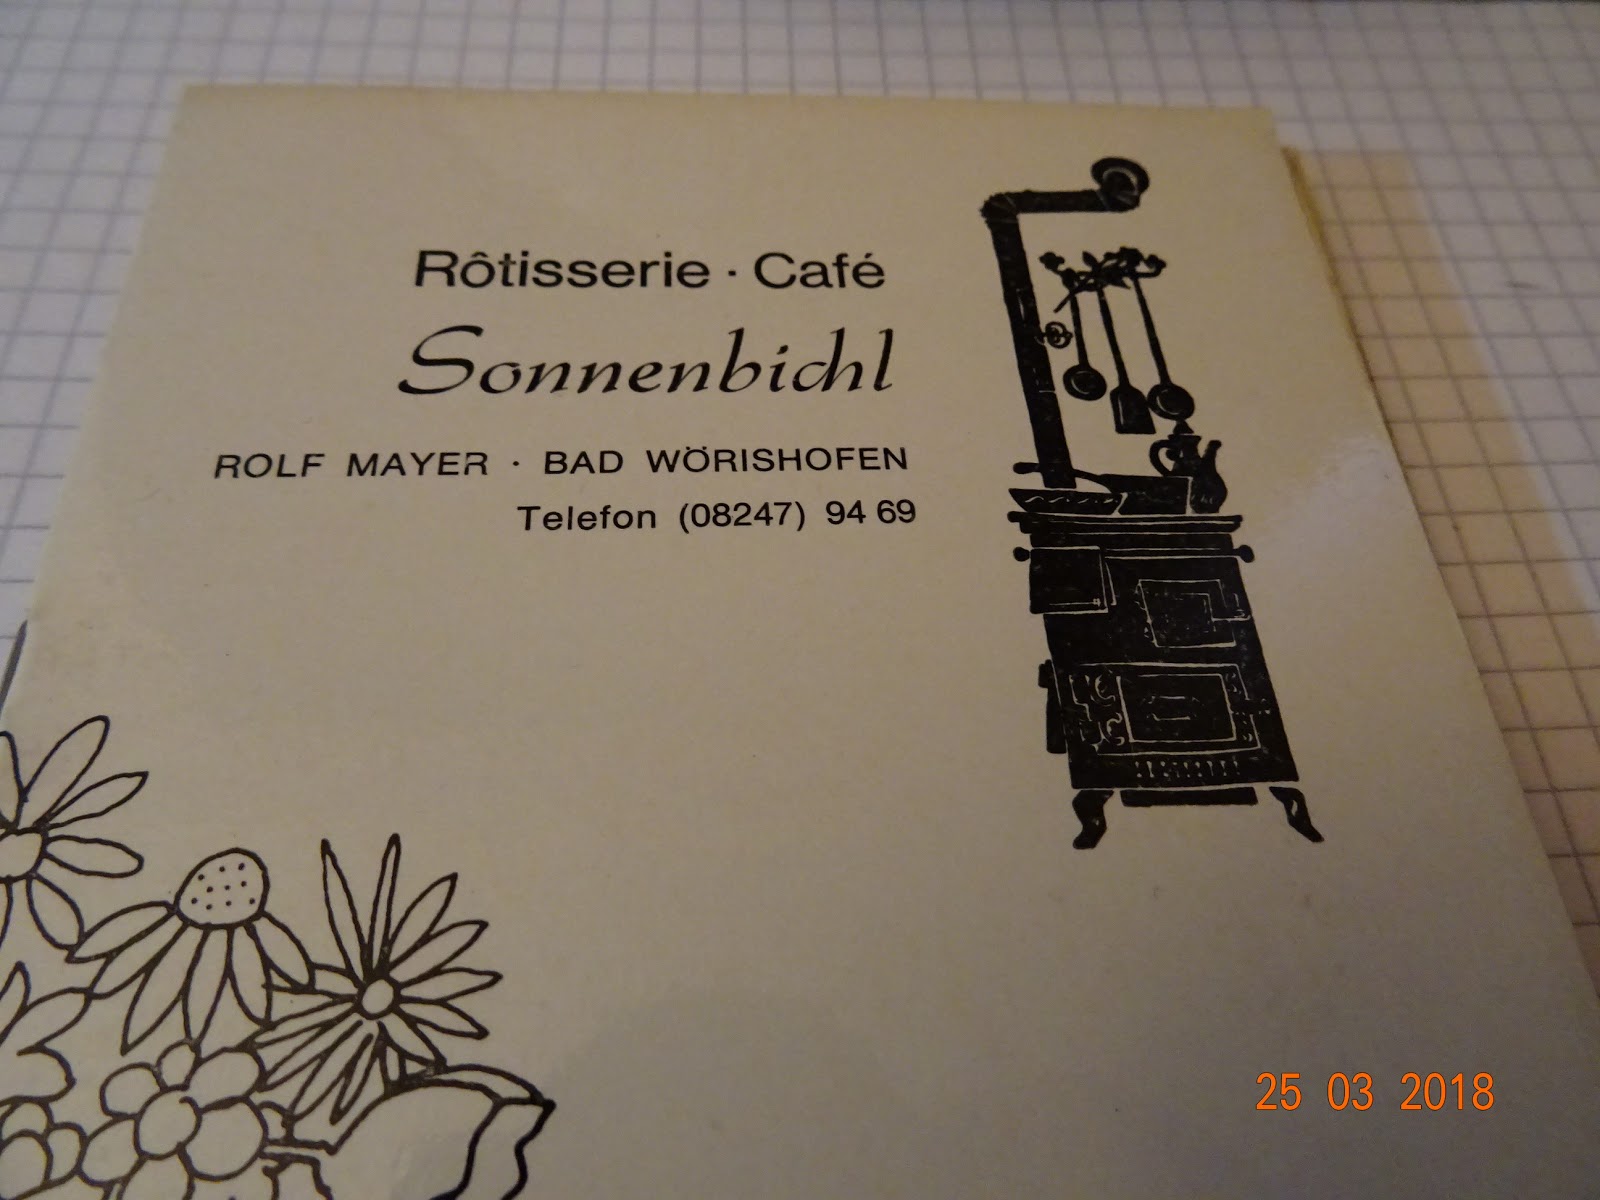 Rôtisserie · Café
Sonnenbichl
ROLF MAYER · BAD WÖRISHOFEN
Telefon (08247) 94 69
25 03 2018